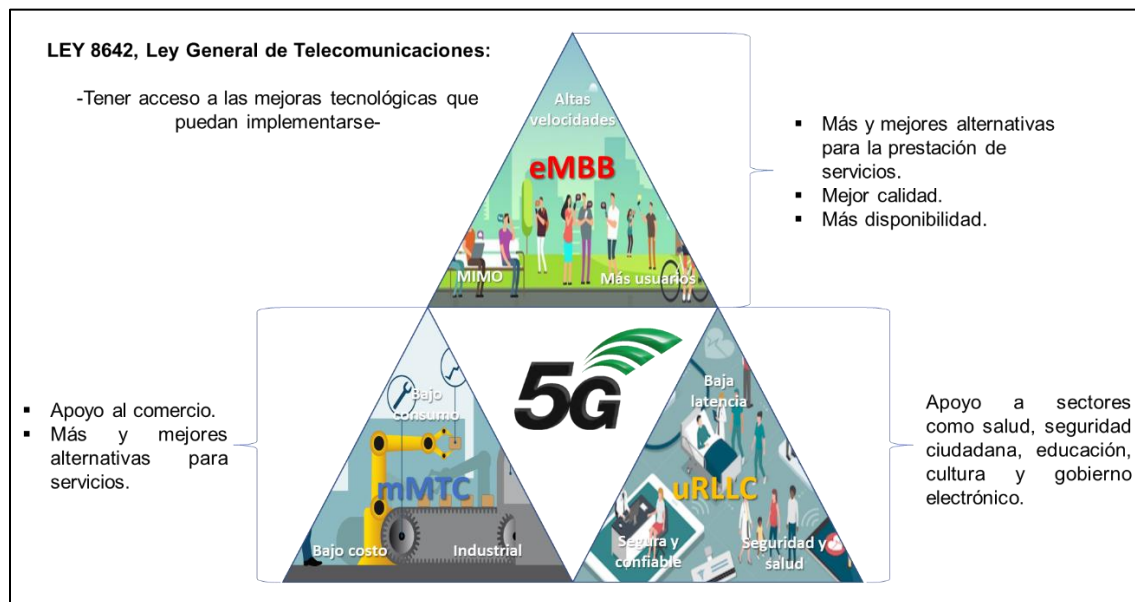 LEY 8642, Ley General de Telecomunicaciones:
-Tener acceso a las mejoras tecnológicas que
puedan implementarse-
Altas
velocidades
eMBB
MIMO
Más usuarios
▪ Más y mejores alternativas
para la prestación de
servicios.
▪ Mejor calidad.
▪ Más disponibilidad.
▪ Apoyo al comercio.
▪ Más y mejores
alternativas para
servicios.
Bajo
consumo
mMTC
Bajo costo
Industrial
5G
Baja
latencia
uRLLC
Segura y
confiable
Seguridad y
salud
Apoyo a sectores
como salud, seguridad
ciudadana, educación,
cultura y gobierno
electrónico.